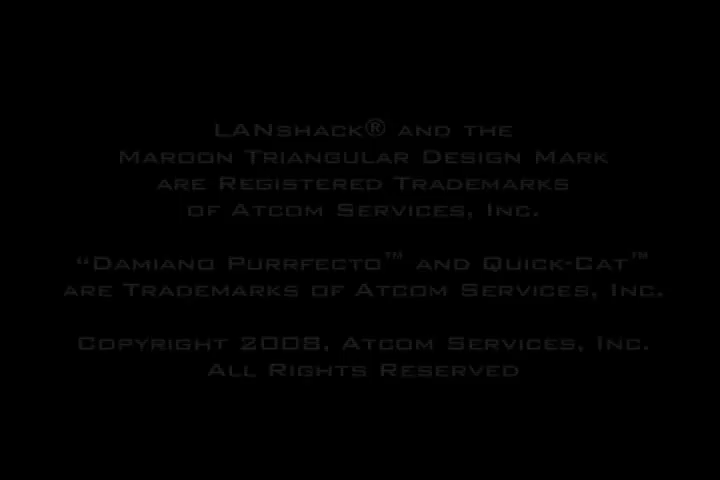 LANshack® and the
Maroon Triangular Design Mark
are Registered Trademarks
of Atcom Services, Inc.
“Damiano Purrfecto™ and Quick-Cat™
are Trademarks of Atcom Services, Inc.
Copyright 2008, Atcom Services, Inc.
All Rights Reserved